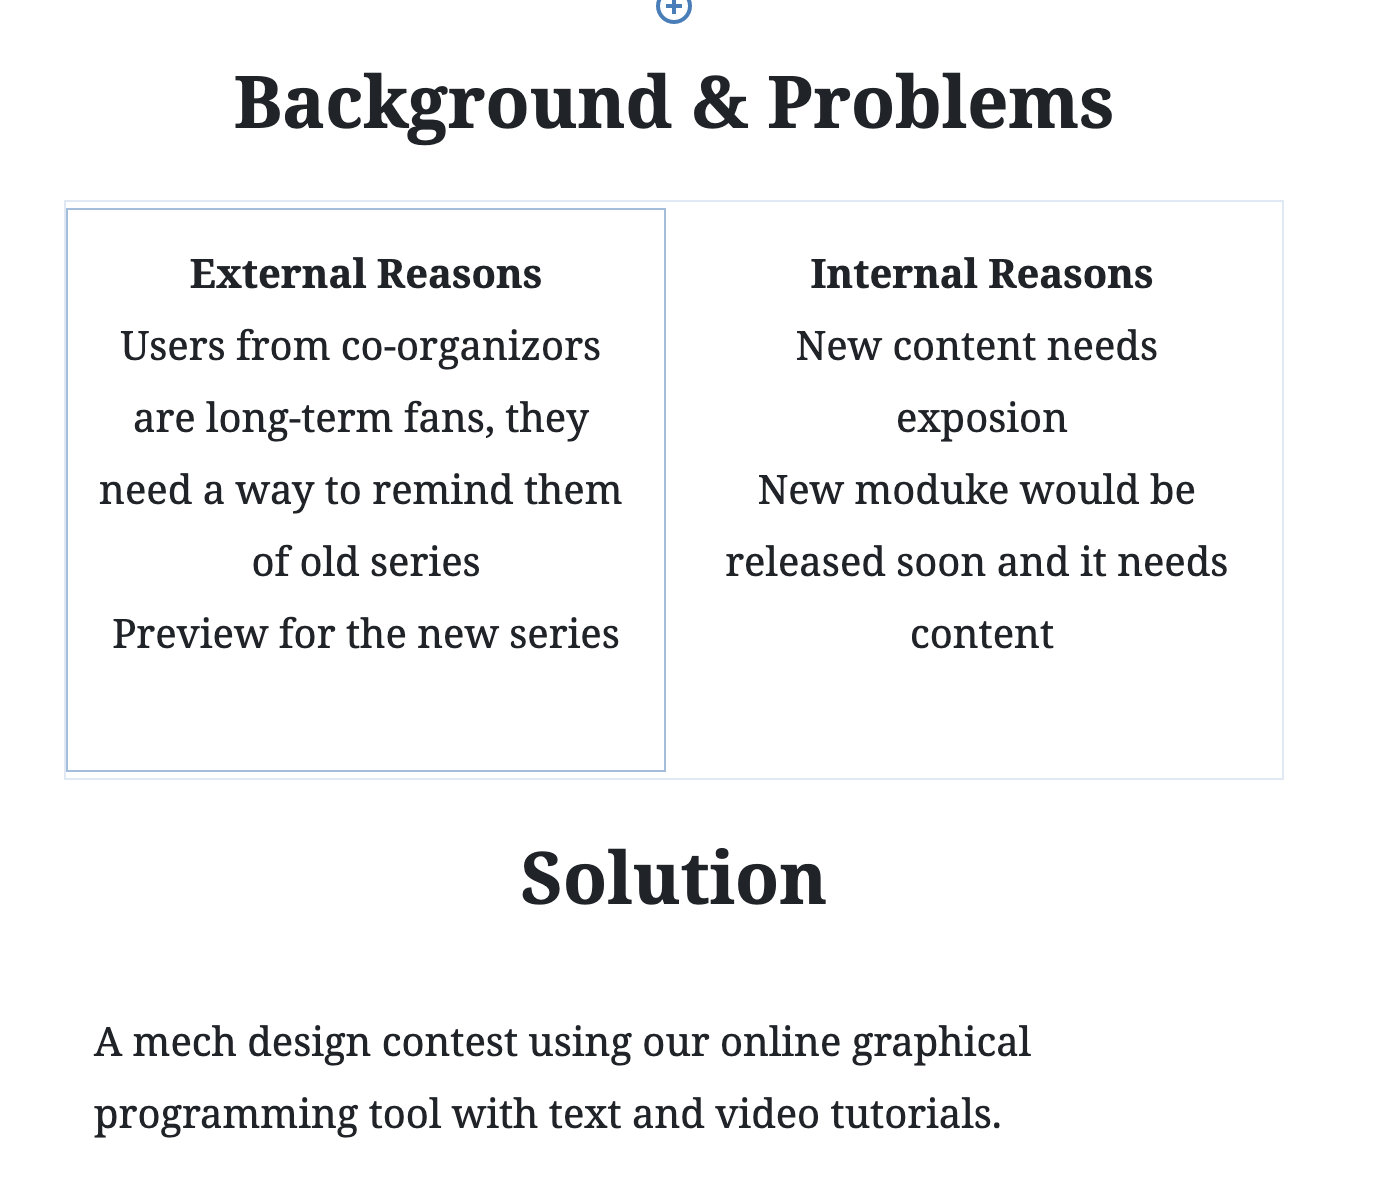 Background & Problems
External Reasons
Users from co-organizors
are long-term fans, they
need a way to remind them
of old series
Preview for the new series
Internal Reasons
New content needs
exposion
New moduke would be
released soon and it needs
content
Solution
A mech design contest using our online graphical
programming tool with text and video tutorials.